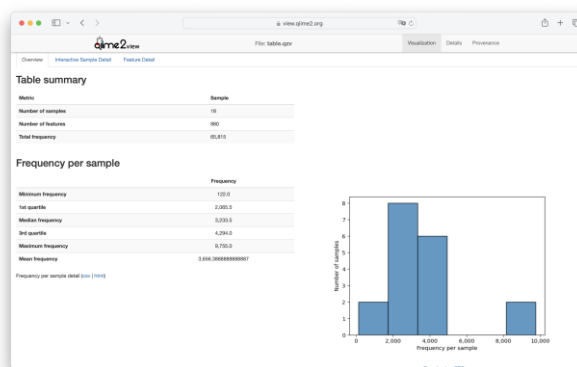 view.qiime2.org
qiime2view
File: table.qzv
Visualization Details Provenance
Overview Interactive Sample Detail Feature Detail
Table summary
Metric Sample
Number of samples 18
Number of features
Total frequency 65,815
Frequency per sample
Frequency
Minimum frequency 122.0
1st quartile 2,065.5
Median frequency 3,233.5
3rd quartile 4,294.0
Maximum frequency 9,755.0
Mean frequency 3,656.3888888888887
Frequency per sample detail (csv | html)
Number of samples
8
7
6
5
4
3
2
1
0
0 2,000 4,000 6,000 8,000 10,000
Frequency per sample